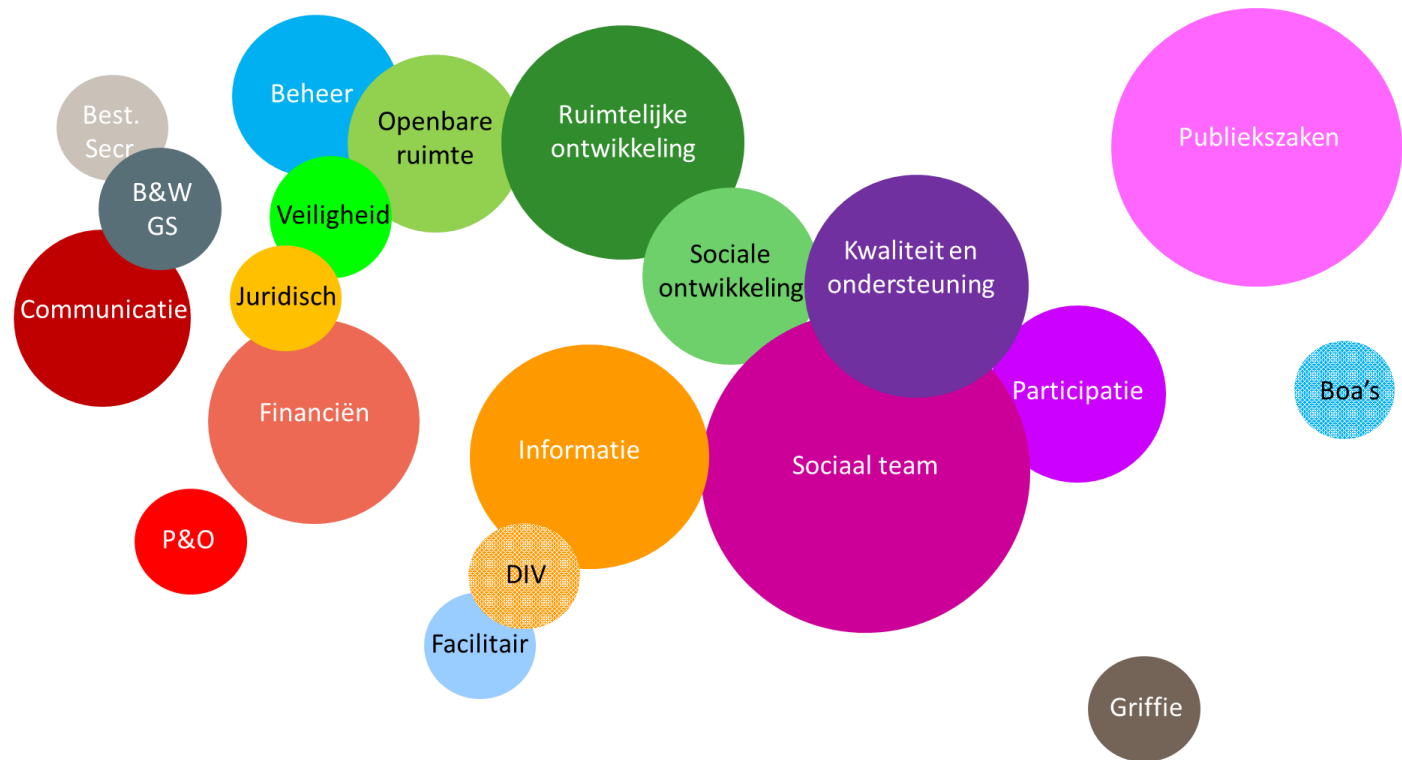 Best.
Secr.
B&W
GS
Communicatie
Beheer
Openbare
ruimte
Veiligheid
Juridisch
Financiën
P&O
Ruimtelijke
ontwikkeling
Sociale
ontwikkeling
Kwaliteit en
ondersteuning
Participatie
Sociaal team
Informatie
DIV
Facilitair
Publiekszaken
Boa's
Griffie